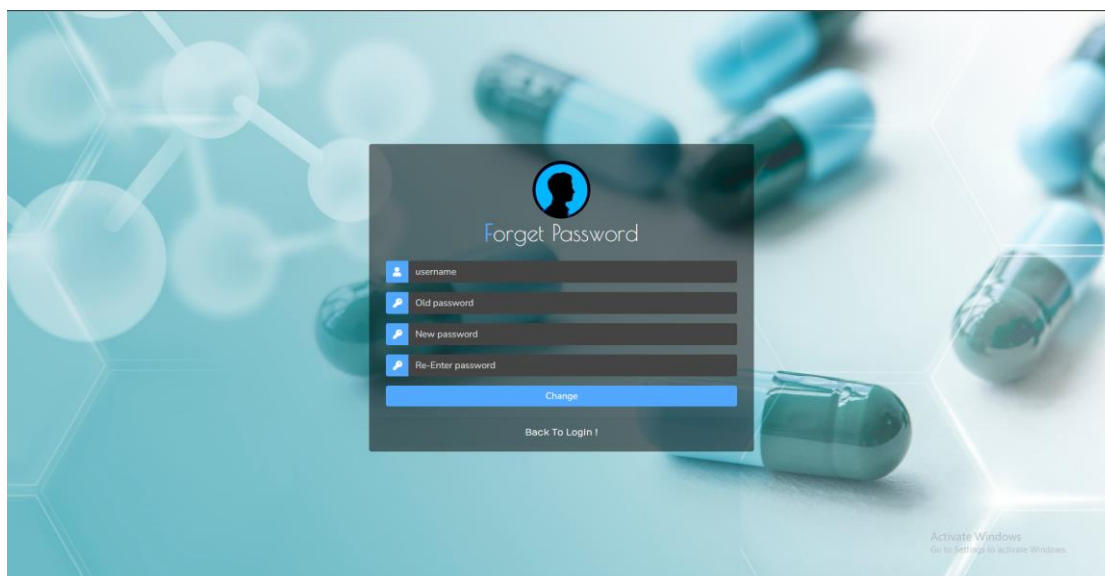 Forget Password
username
Old password
New password
Re-Enter password
Change
Back To Login !
Activate Windows
Go to Settings to activate Windows.